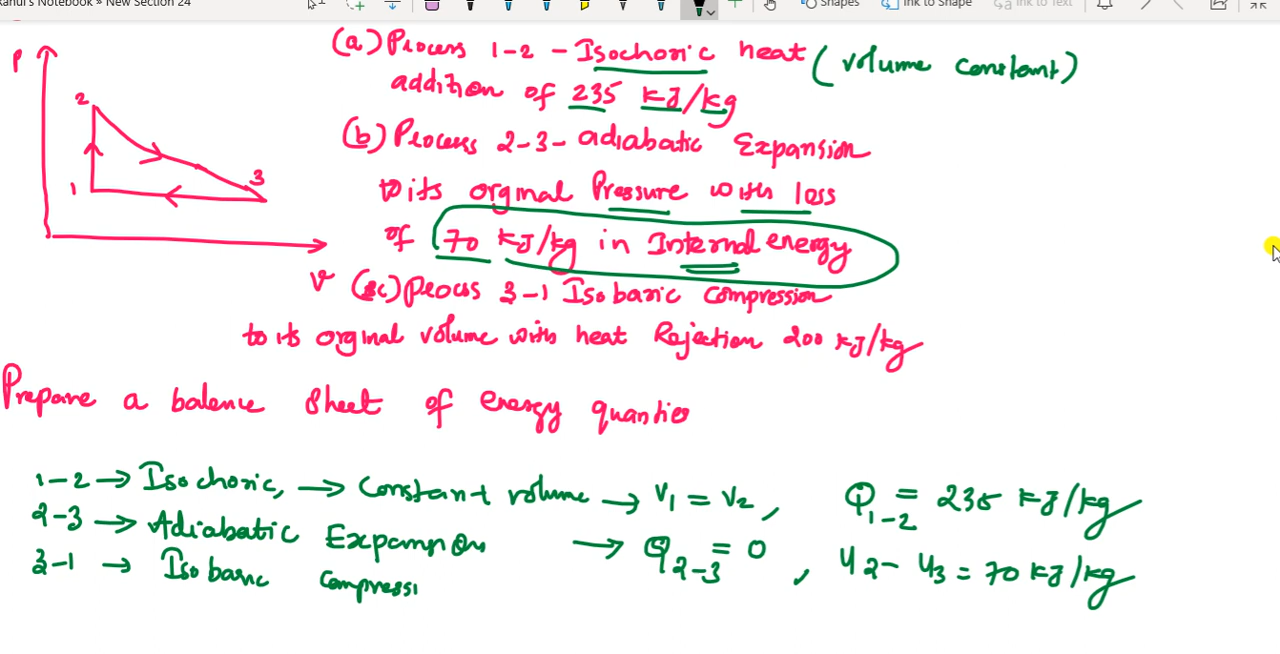 Rahul's Notebook » New Section 24
Shapes Ink to Shape Ink to Text
P
2
1
3
V
(a) Process 1-2 - Isochoric heat (volume constant)
addition of 235 KJ/kg
(b) Process 2-3 - adiabatic Expansion
to its orginal Pressure with loss
of 70 KJ/kg in Internal energy
(c) Process 3-1 Isobaric Compression
to its orginal volume with heat Rejection 200 KJ/kg
Prepare a balence sheet of energy quanties
1-2 → Isochoric, → Constant volume → V1 = V2, Q1-2 = 235 KJ/kg
2-3 → Adiabatic Expansion → Q2-3 = 0, U2 - U3 = 70 KJ/kg
3-1 → Isobaric Compressi